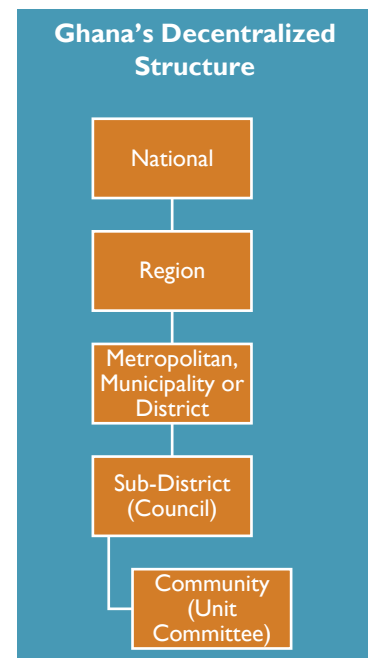 Ghana's Decentralized
Structure
National
Region
Metropolitan,
Municipality or
District
Sub-District
(Council)
Community
(Unit
Committee)